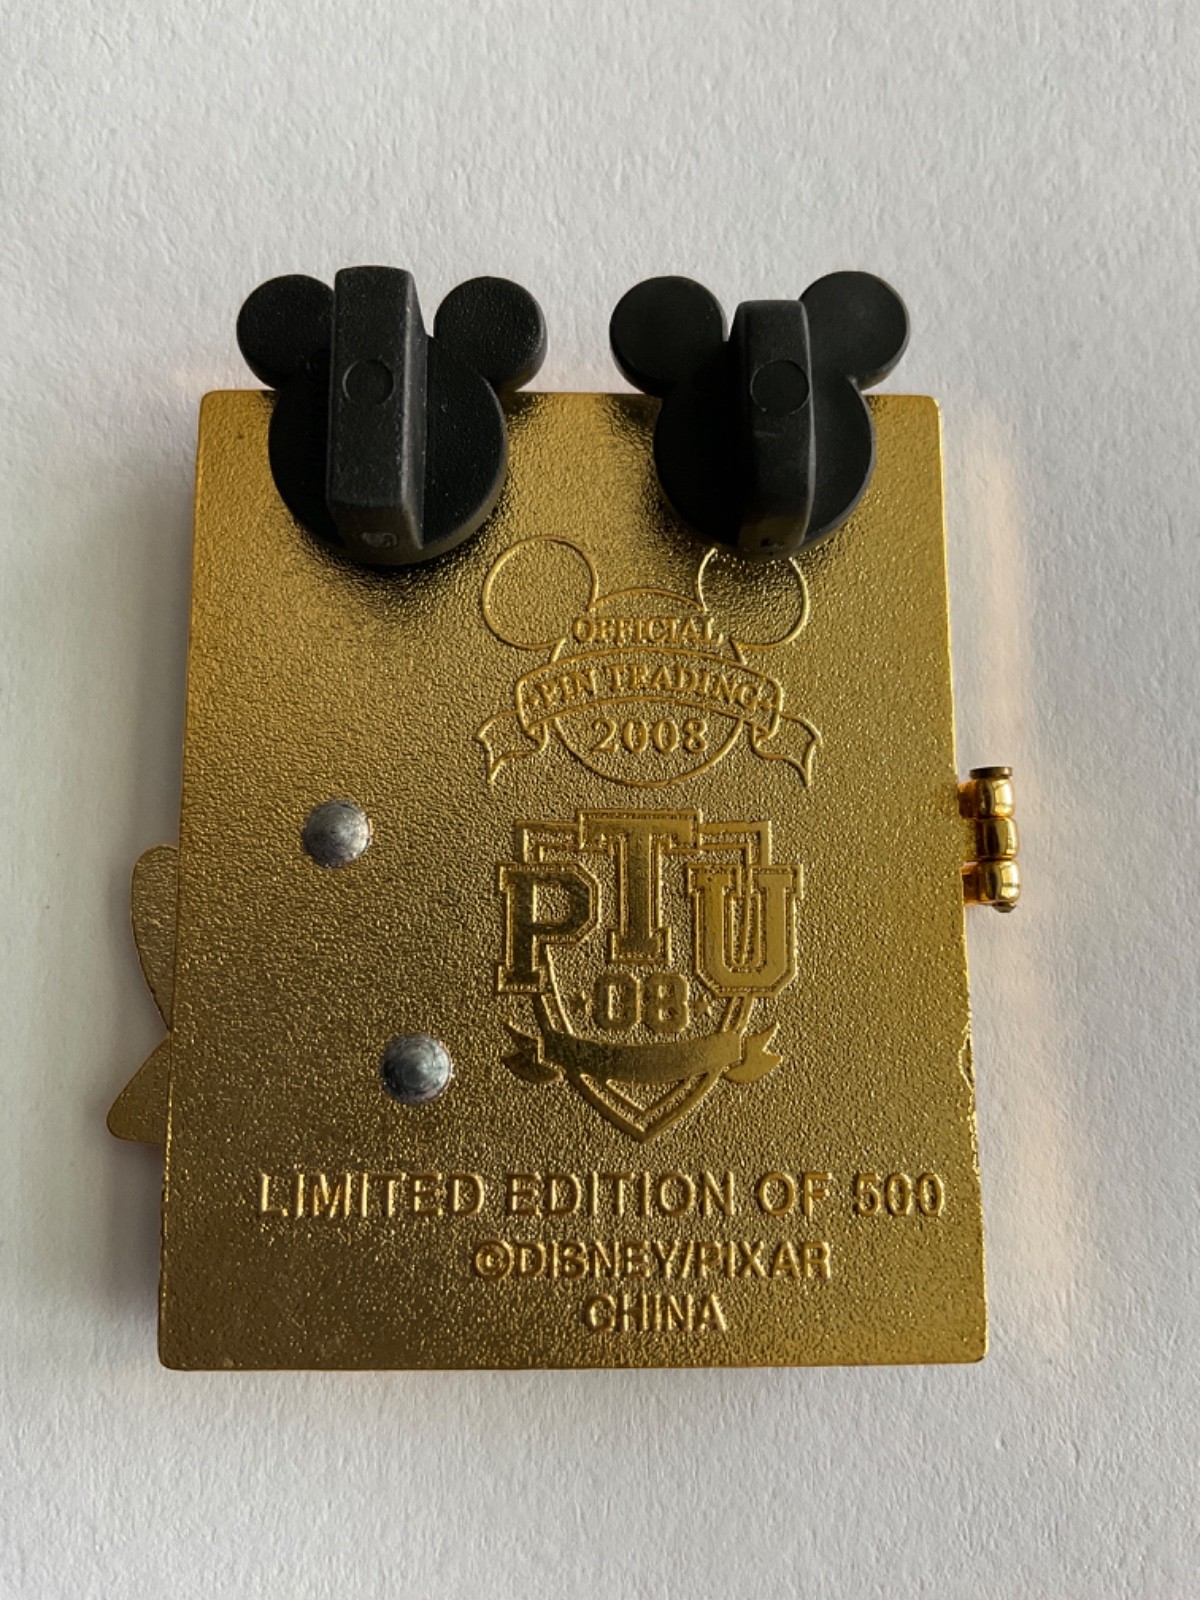 OFFICIAL
PIN TRADING
2008
PTU
08
LIMITED EDITION OF 500
©DISNEY/PIXAR
CHINA